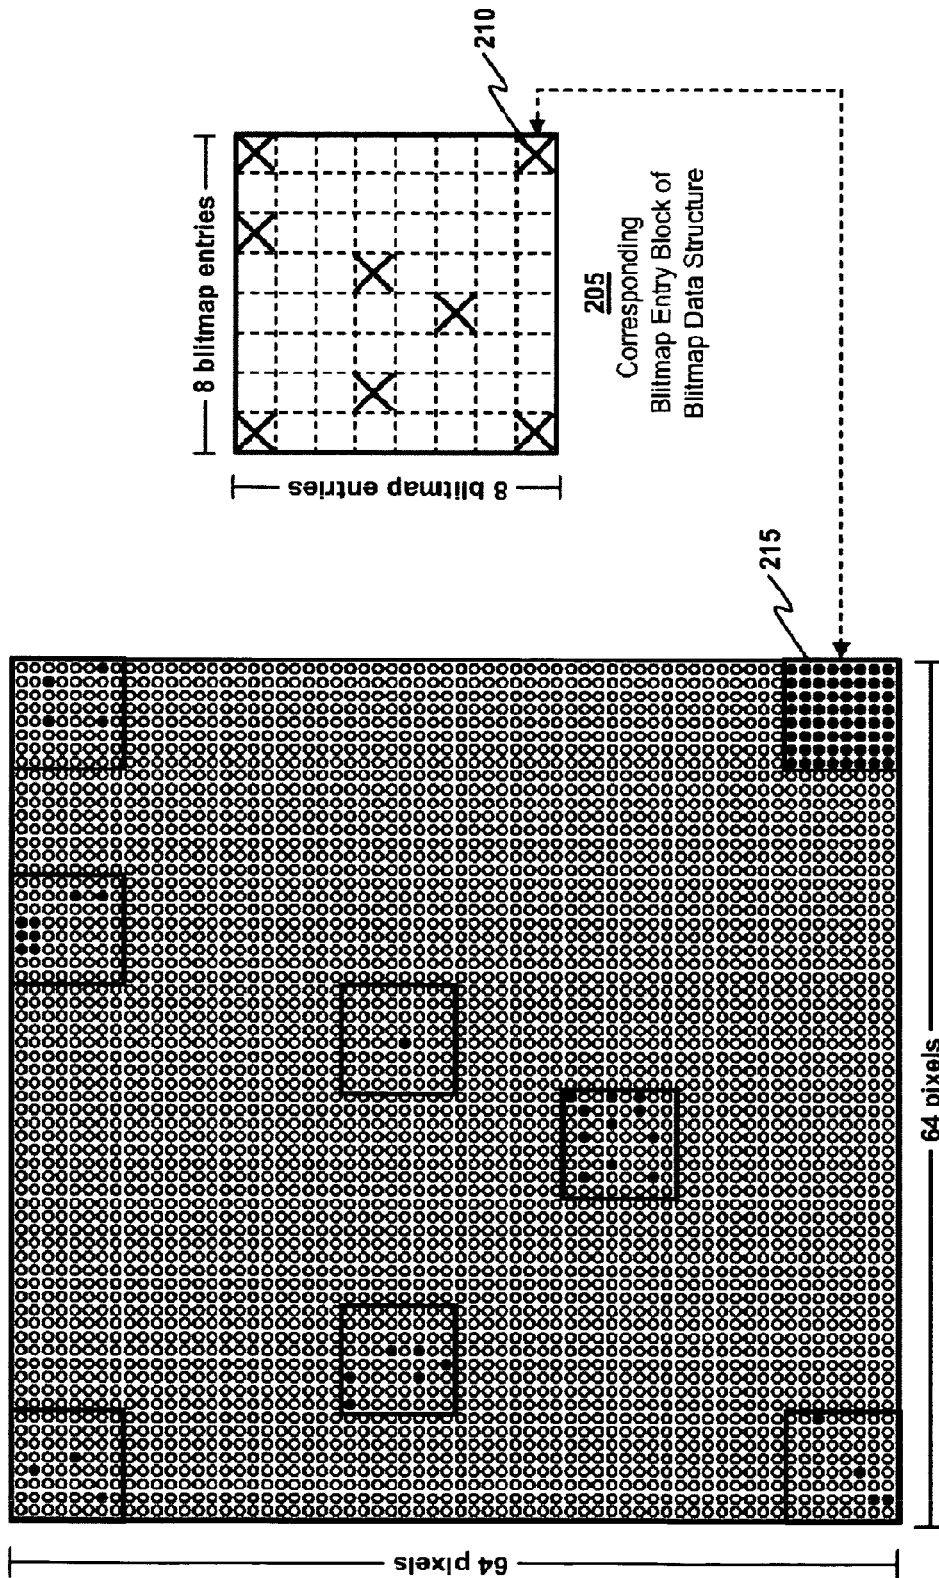 8 blitmap entries
8 blitmap entries
210
205
Corresponding
Blitmap Entry Block of
Blitmap Data Structure
215
64 pixels
64 pixels